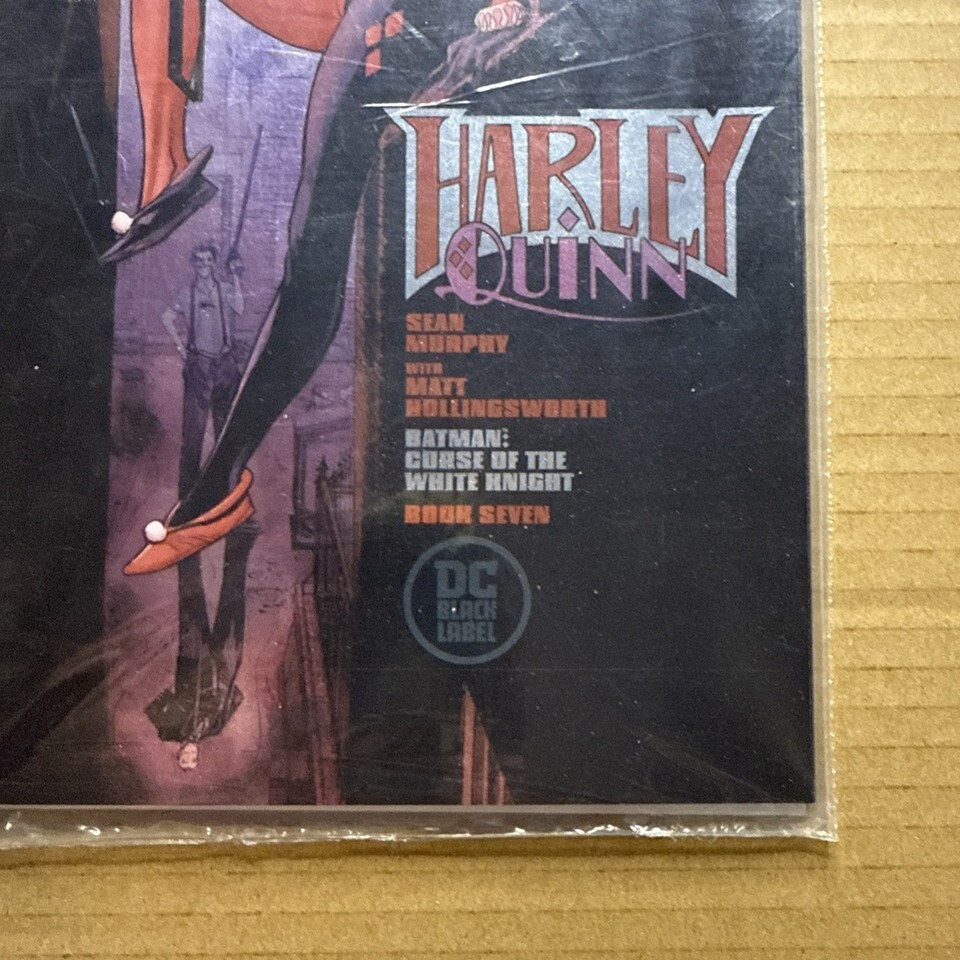 HARLEY
QUINN
SEAN
MURPHY
WITH
MATT
HOLLINGSWORTH
BATMAN:
CURSE OF THE
WHITE KNIGHT
BOOK SEVEN
DC
BLACK
LABEL